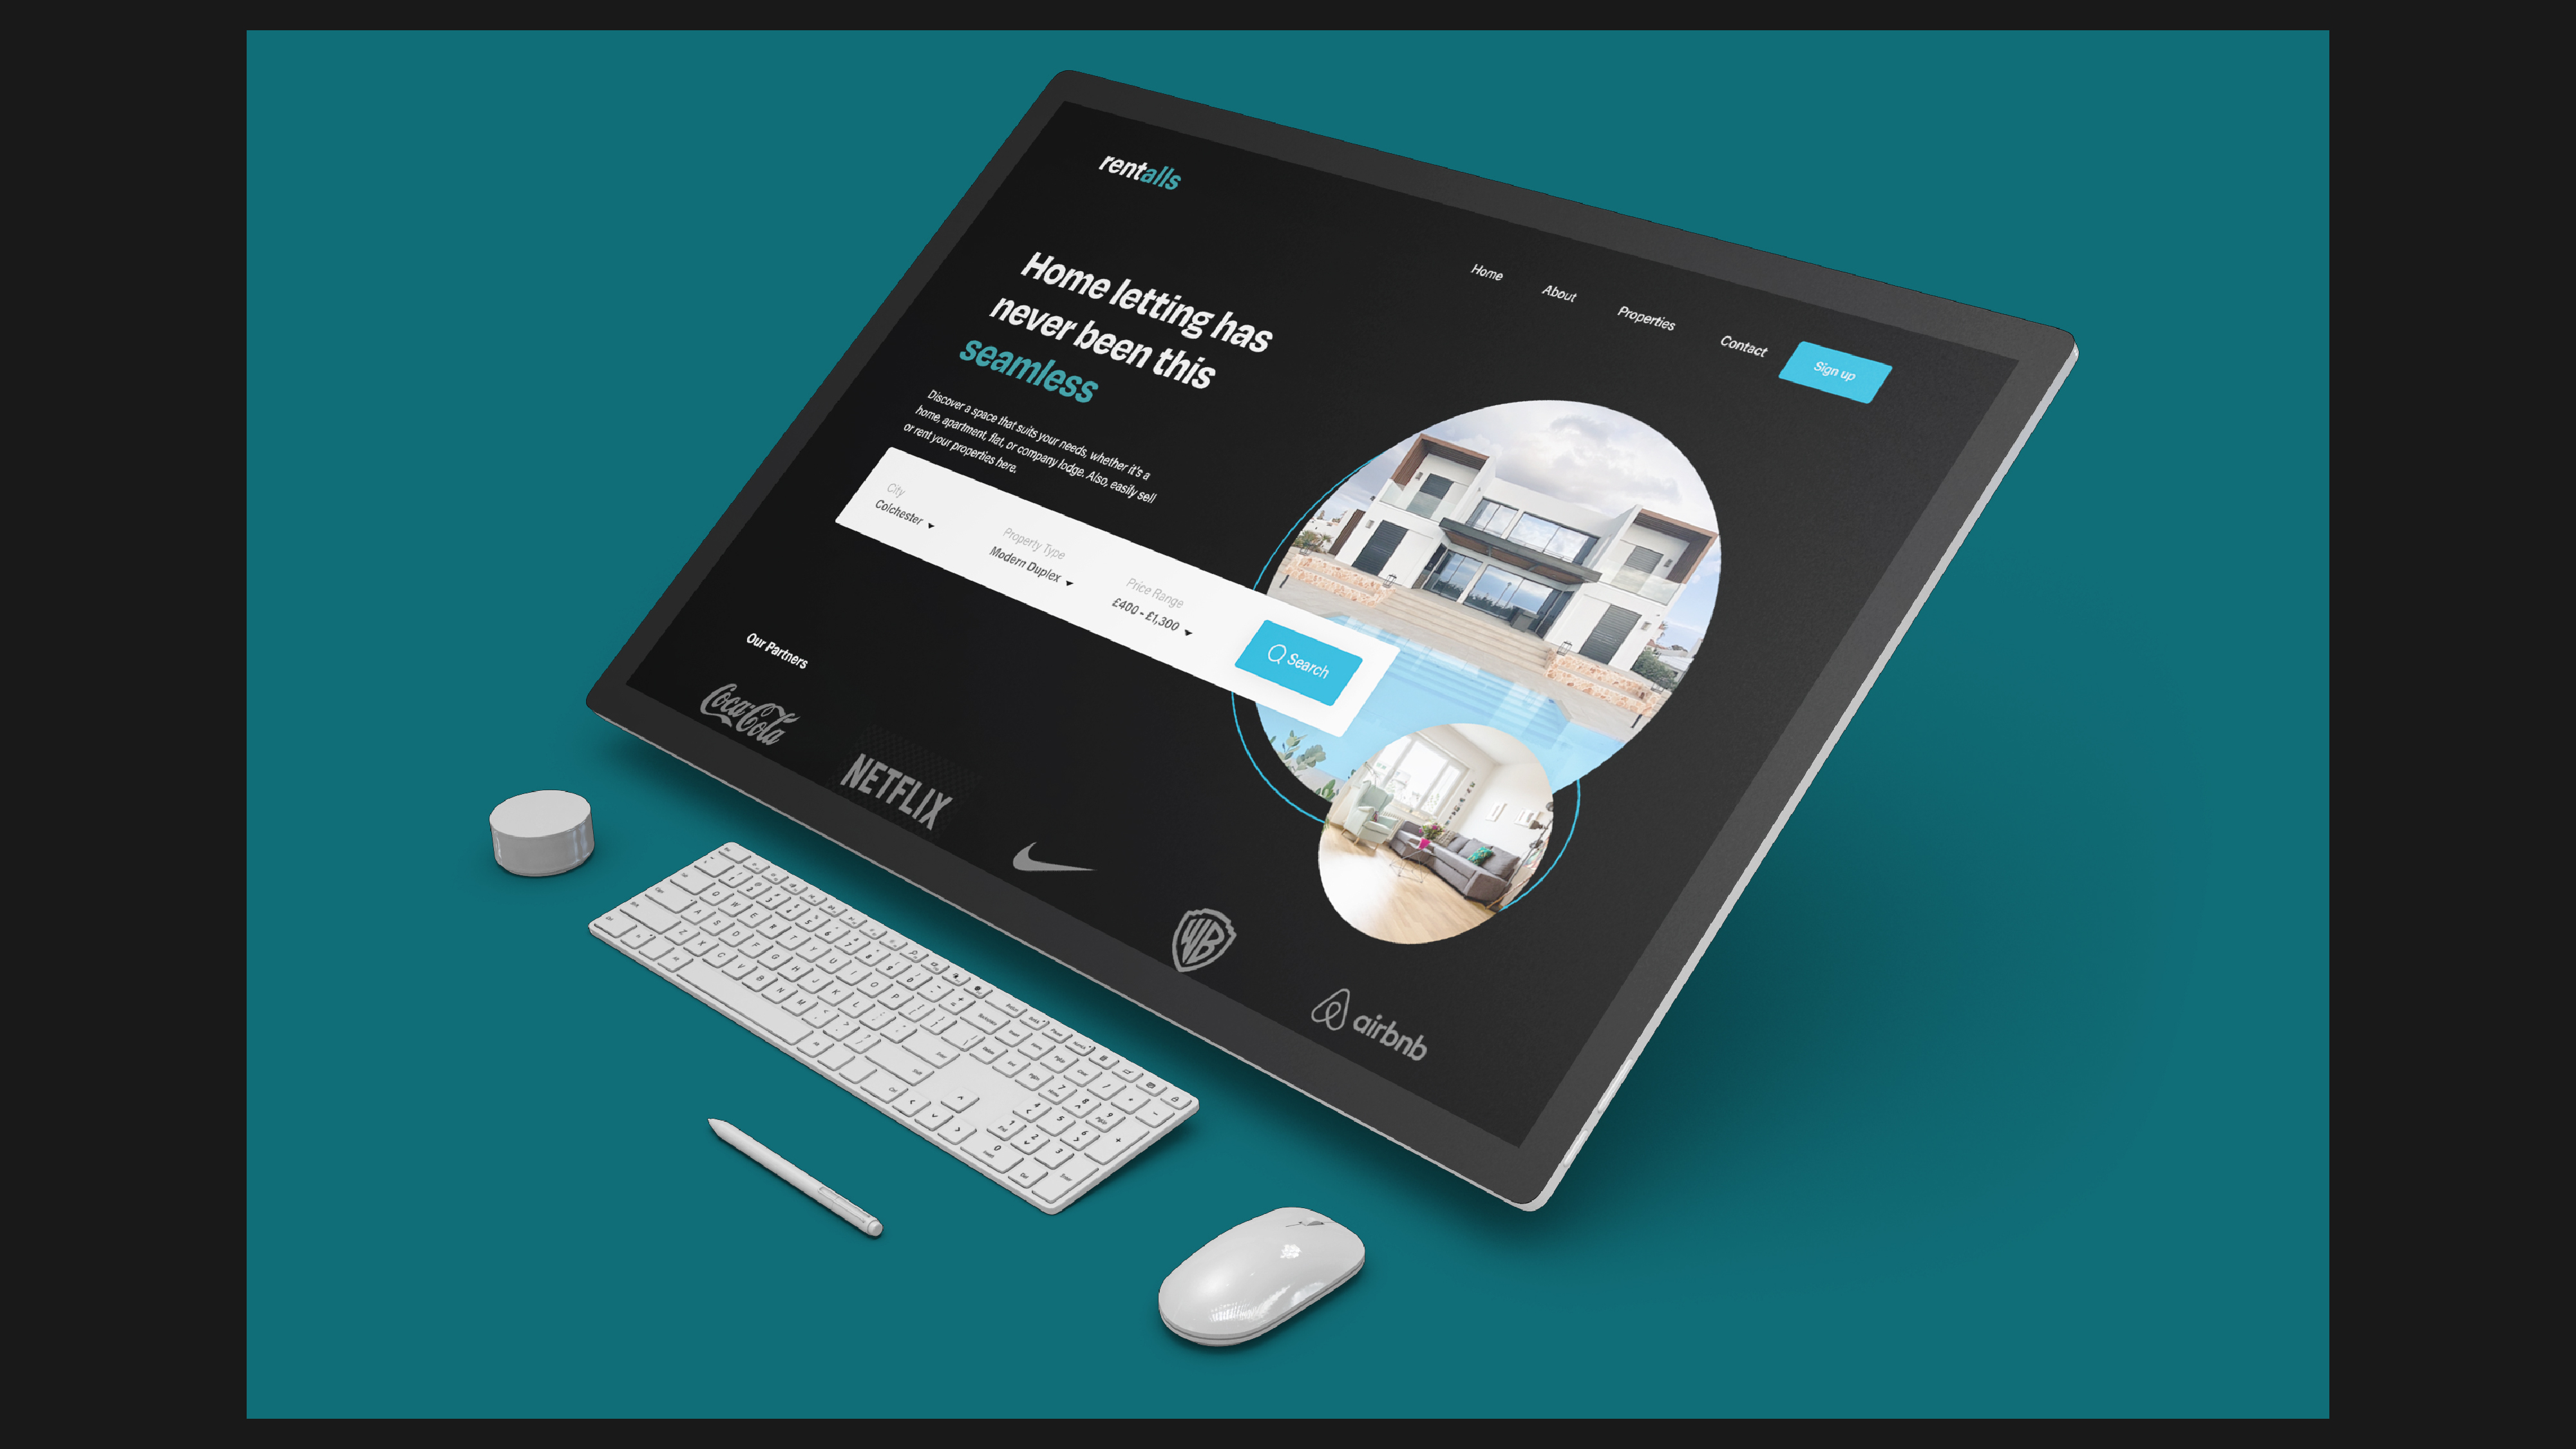 rentalls
Home
About
Properties
Contact
Sign up
Home letting has
never been this
seamless
Discover a space that suits your needs, whether it's a
home, apartment, flat, or company lodge. Also, easily sell
or rent your properties here.
City
Colchester
Property Type
Modern Duplex
Price Range
£400 - £1,300
Search
Our Partners
Coca-Cola
NETFLIX
WB
airbnb